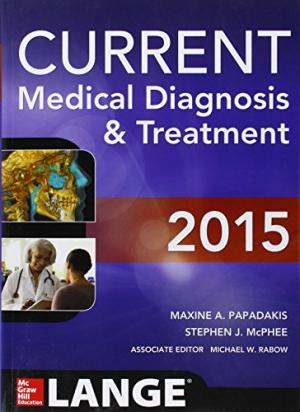 CURRENT
Medical Diagnosis
& Treatment
2015
MAXINE A. PAPADAKIS
STEPHEN J. McPHEE
ASSOCIATE EDITOR MICHAEL W. RABOW
Mc
Graw
Hill
Education
LANGE®